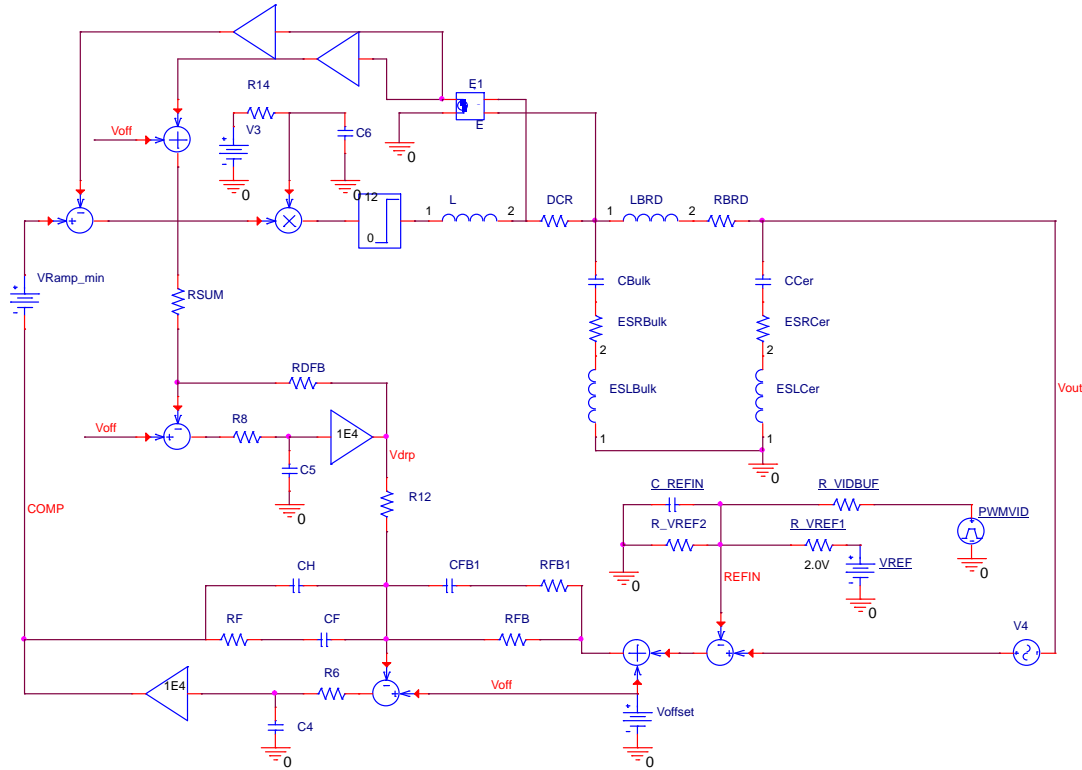 E1
R14
Voff
V3
C6
E
0
0
0
12
0
L
1
2
DCR
LBRD
1
2
RBRD
VRamp_min
RSUM
CBulk
CCer
ESRBulk
ESRCer
2
2
ESLBulk
ESLCer
1
1
0
RDFB
Voff
R8
1E4
Vdrp
Vout
C5
0
R12
COMP
C_REFIN
R_VIDBUF
R_VREF2
R_VREF1
PWMVID
2.0V
VREF
0
0
0
REFIN
CH
CFB1
RFB1
RF
CF
RFB
V4
1E4
R6
Voff
C4
0
Voffset
0